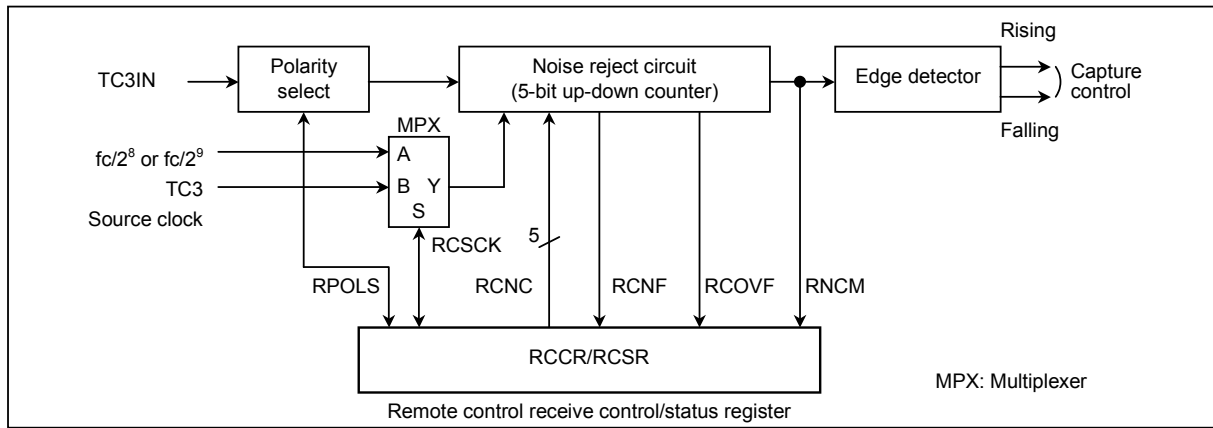 TC3IN
Polarity
select
Noise reject circuit
(5-bit up-down counter)
Edge detector
Rising
Capture
control
Falling
MPX
fc/2⁸ or fc/2⁹
A
TC3
B Y
Source clock
S
RCSCK
5
RPOLS
RCNC
RCNF
RCOVF
RNCM
RCCR/RCSR
MPX: Multiplexer
Remote control receive control/status register